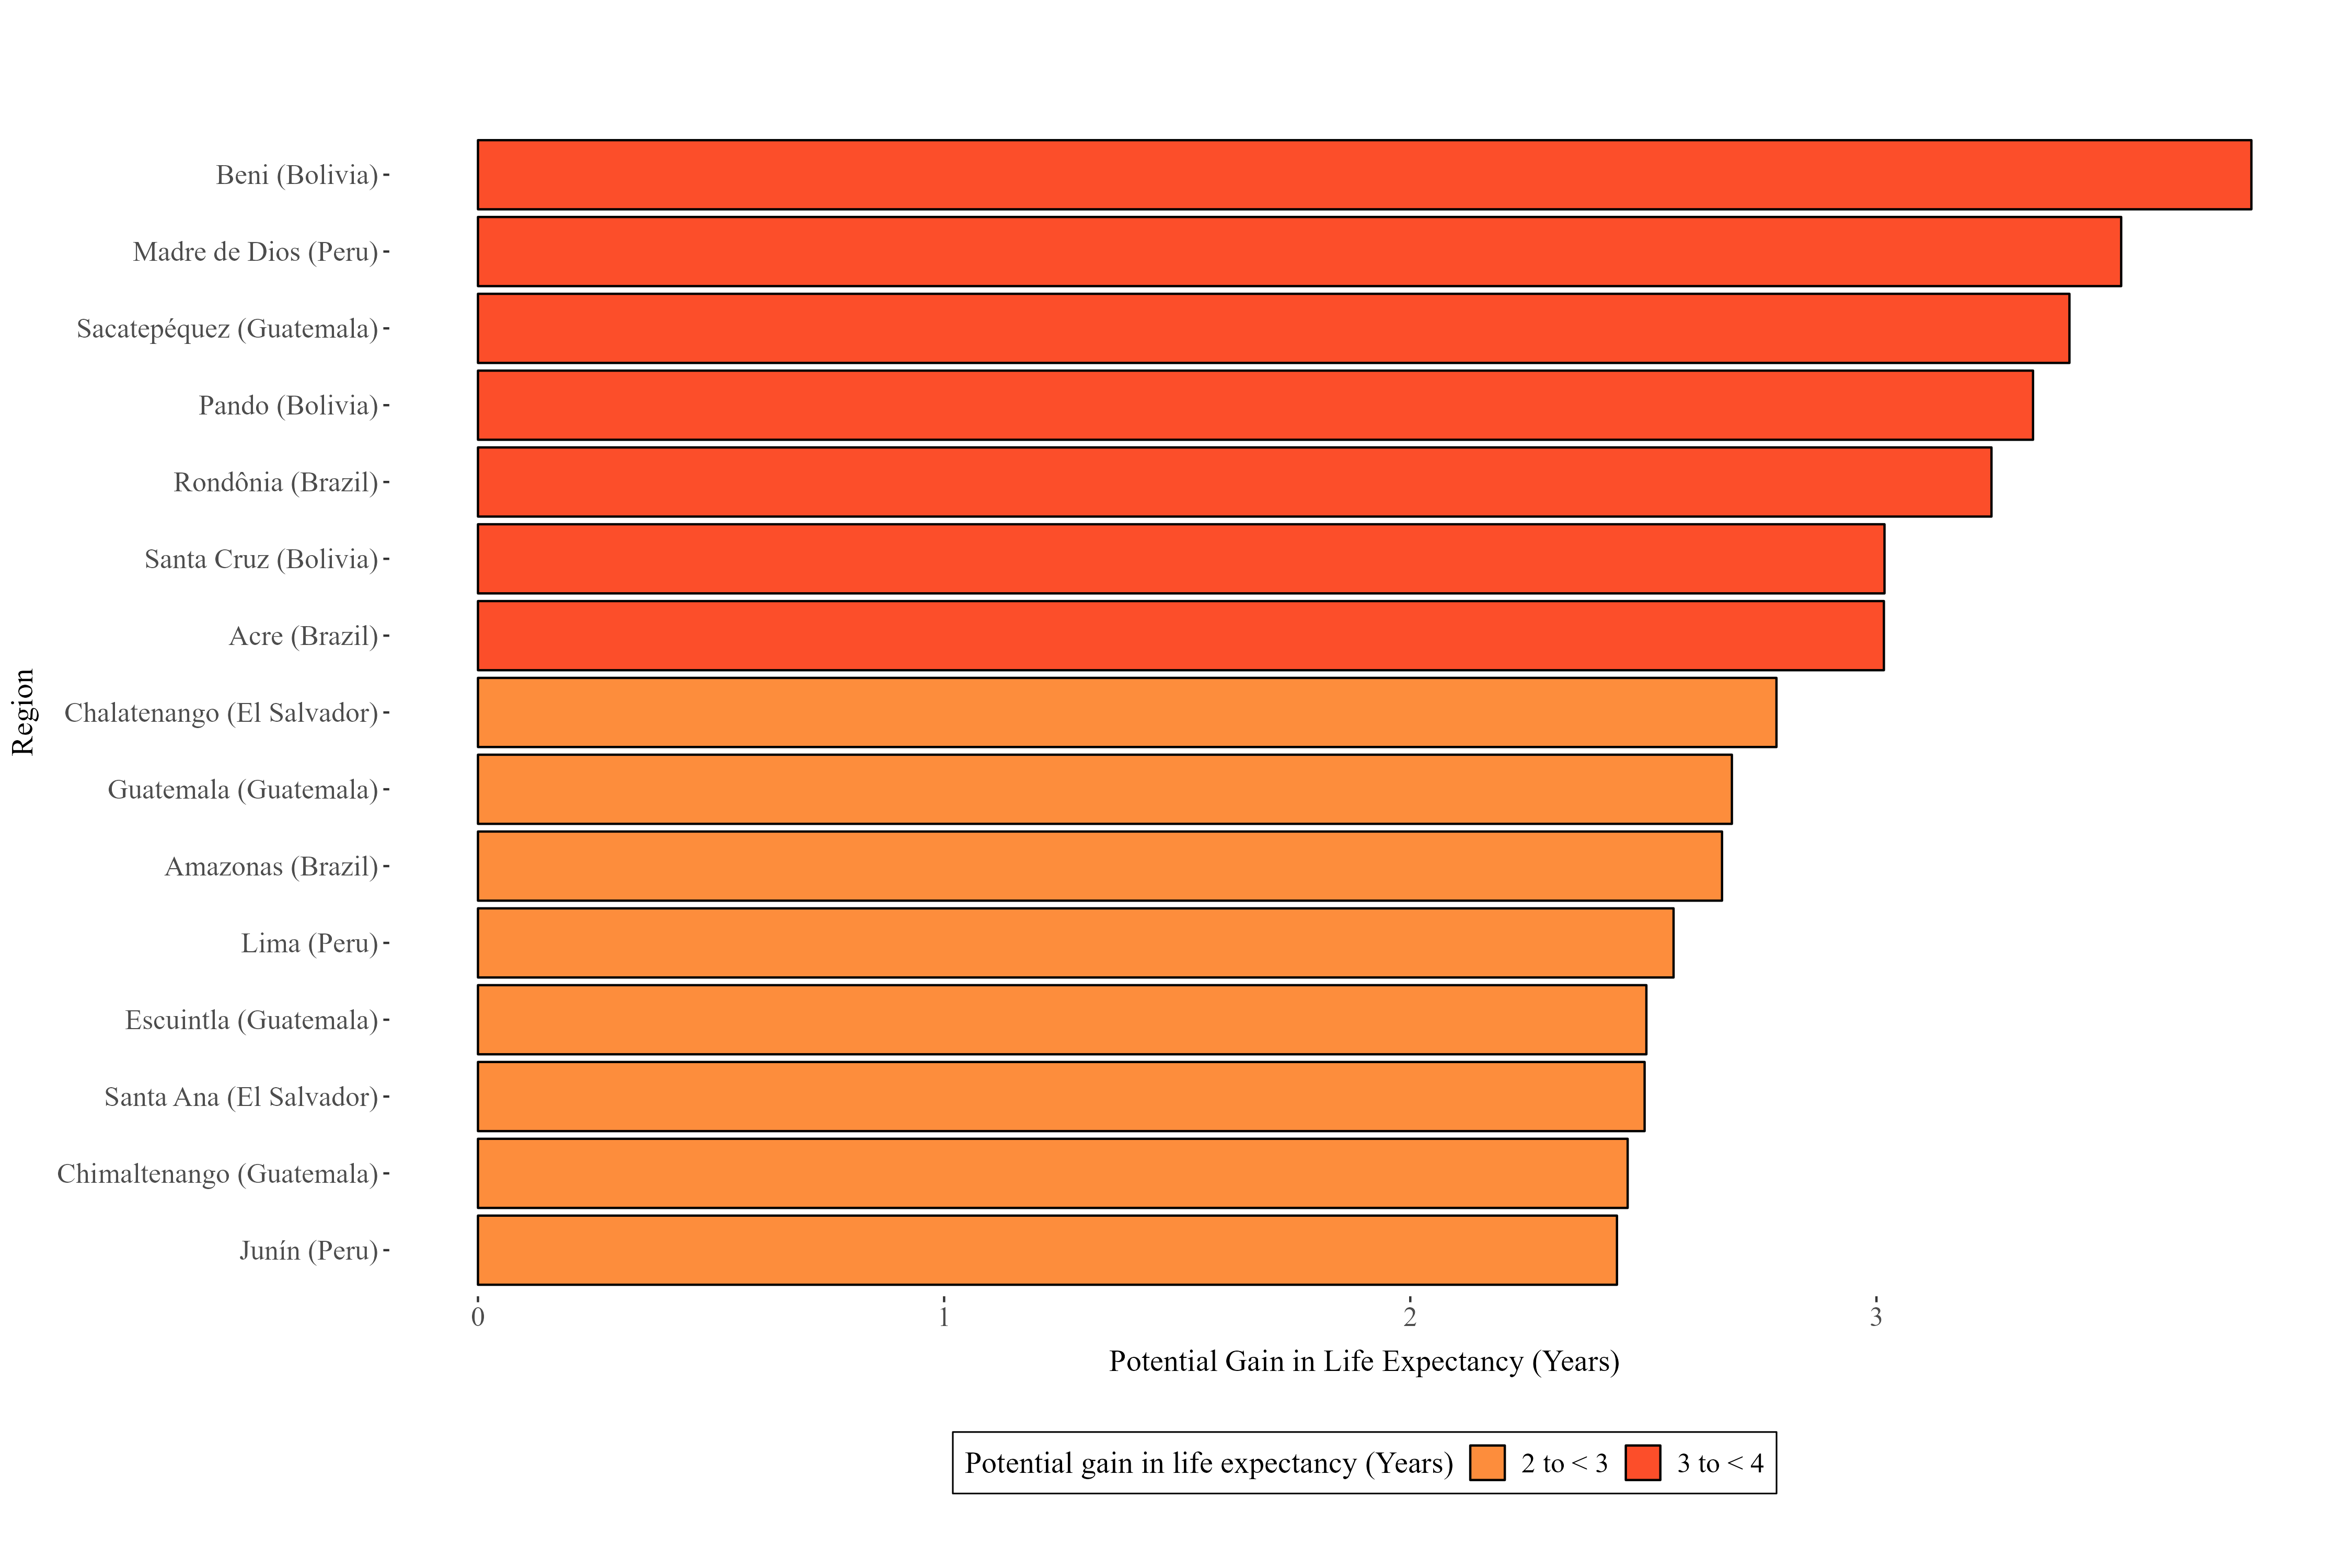 Beni (Bolivia)
Madre de Dios (Peru)
Sacatepéquez (Guatemala)
Pando (Bolivia)
Rondônia (Brazil)
Santa Cruz (Bolivia)
Acre (Brazil)
Chalatenango (El Salvador)
Guatemala (Guatemala)
Amazonas (Brazil)
Lima (Peru)
Escuintla (Guatemala)
Santa Ana (El Salvador)
Chimaltenango (Guatemala)
Junín (Peru)
Region
0 1 2 3
Potential Gain in Life Expectancy (Years)
Potential gain in life expectancy (Years) 2 to < 3 3 to < 4